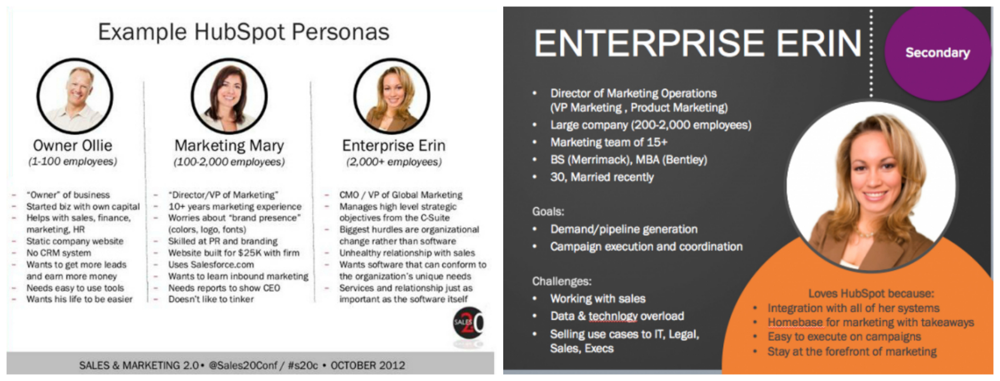 Example HubSpot Personas
Owner Ollie
(1-100 employees)
– "Owner" of business
– Started biz with own capital
– Helps with sales, finance,
marketing, HR
– Static company website
– No CRM system
– Wants to get more leads
and earn more money
– Needs easy to use tools
– Wants his life to be easier
Marketing Mary
(100-2,000 employees)
– "Director/VP of Marketing"
– 10+ years marketing experience
– Worries about "brand presence"
(colors, logo, fonts)
– Skilled at PR and branding
– Website built for $25K with firm
– Uses Salesforce.com
– Wants to learn inbound marketing
– Needs reports to show CEO
– Doesn't like to tinker
Enterprise Erin
(2,000+ employees)
– CMO / VP of Global Marketing
– Manages high level strategic
objectives from the C-Suite
– Biggest hurdles are organizational
change rather than software
– Unhealthy relationship with sales
– Wants software that can conform to
the organization's unique needs
– Services and relationship just as
important as the software itself
SALES 2.0
SALES & MARKETING 2.0 • @Sales20Conf / #s20c • OCTOBER 2012
ENTERPRISE ERIN
Secondary
• Director of Marketing Operations
(VP Marketing , Product Marketing)
• Large company (200-2,000 employees)
• Marketing team of 15+
• BS (Merrimack), MBA (Bentley)
• 30, Married recently
Goals:
• Demand/pipeline generation
• Campaign execution and coordination
Challenges:
• Working with sales
• Data & technlogy overload
• Selling use cases to IT, Legal,
Sales, Execs
Loves HubSpot because:
• Integration with all of her systems
• Homebase for marketing with takeaways
• Easy to execute on campaigns
• Stay at the forefront of marketing